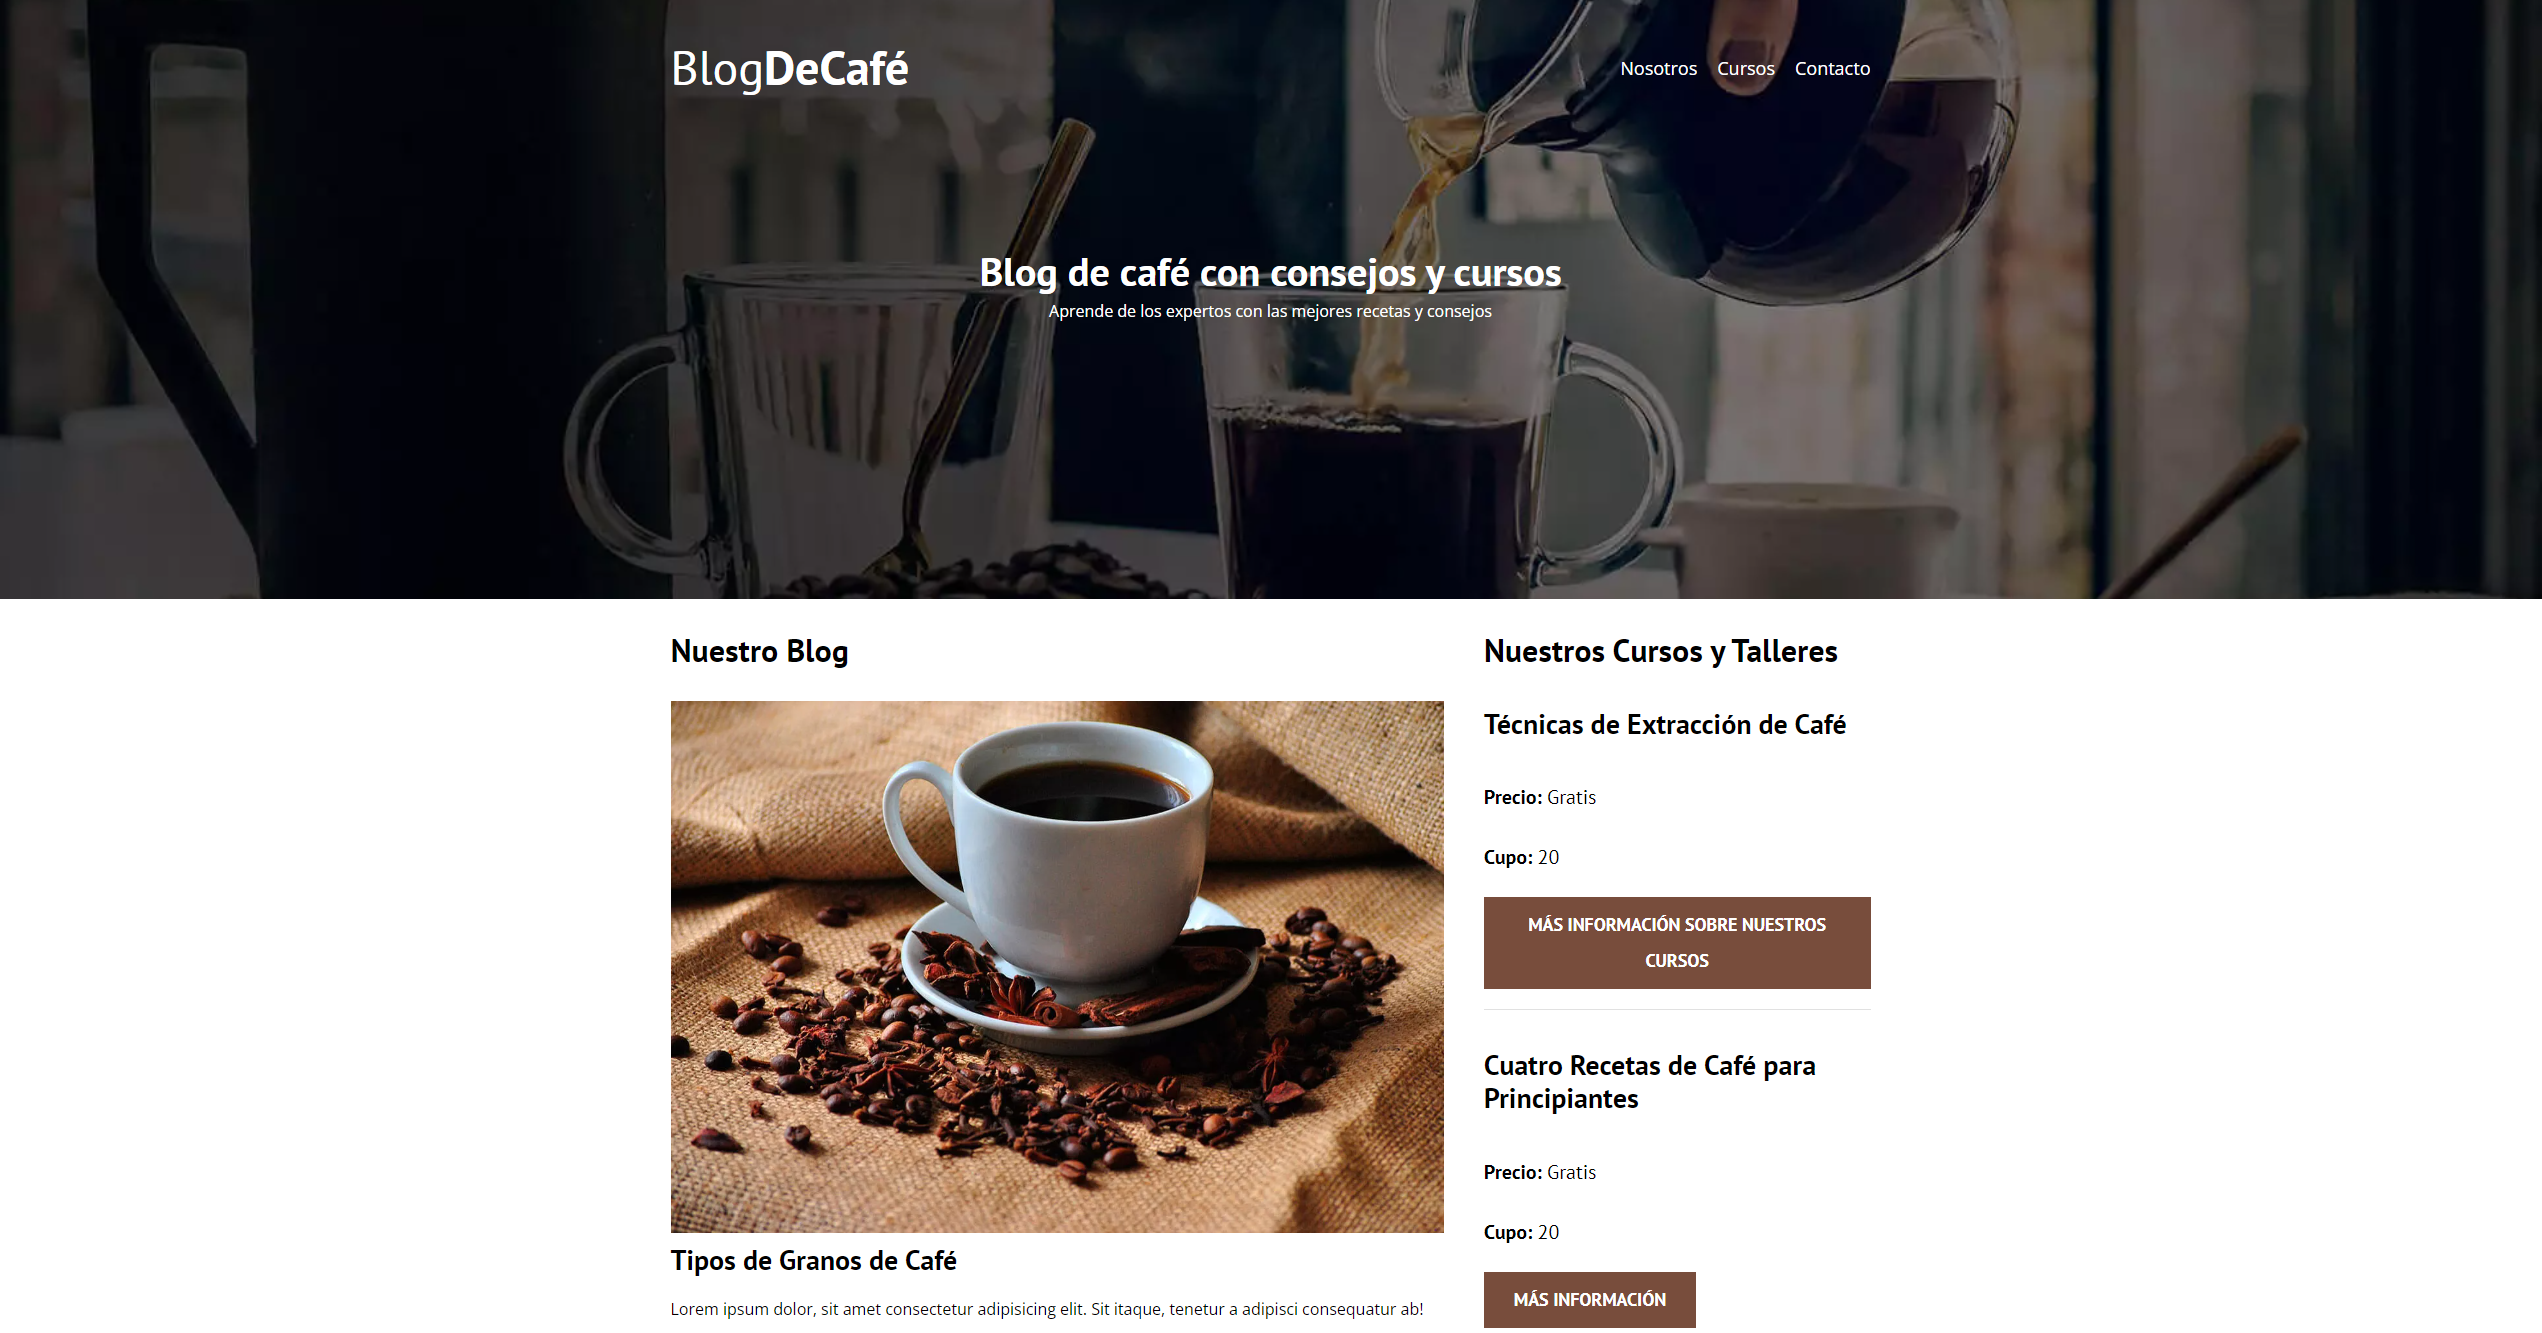 BlogDeCafé
Nosotros Cursos Contacto
Blog de café con consejos y cursos
Aprende de los expertos con las mejores recetas y consejos
Nuestro Blog
Tipos de Granos de Café
Lorem ipsum dolor, sit amet consectetur adipisicing elit. Sit itaque, tenetur a adipisci consequatur ab!
Nuestros Cursos y Talleres
Técnicas de Extracción de Café
Precio: Gratis
Cupo: 20
MÁS INFORMACIÓN SOBRE NUESTROS
CURSOS
Cuatro Recetas de Café para
Principiantes
Precio: Gratis
Cupo: 20
MÁS INFORMACIÓN